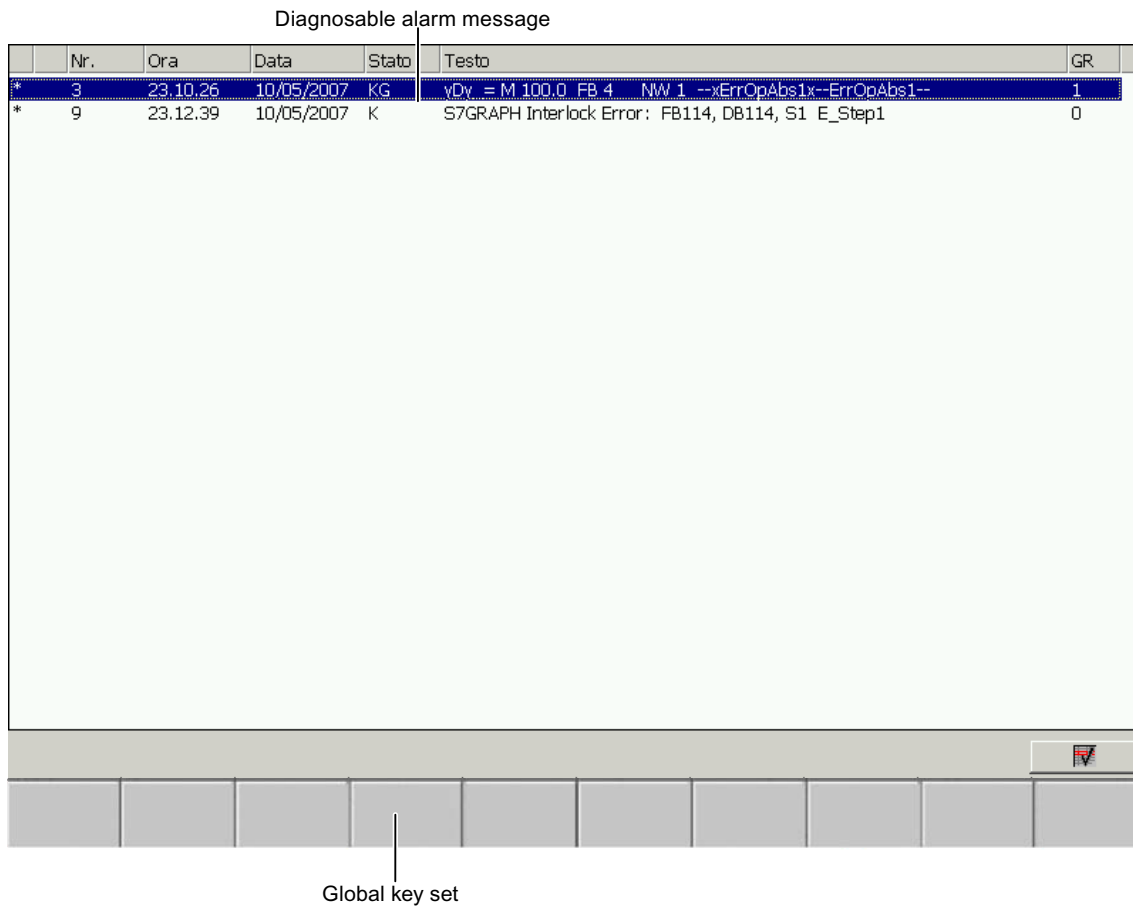 Diagnosable alarm message
Nr. Ora Data Stato Testo GR
* 3 23.10.26 10/05/2007 KG yDy = M 100.0 FB 4 NW 1 --xErrOpAbs1x--ErrOpAbs1-- 1
* 9 23.12.39 10/05/2007 K S7GRAPH Interlock Error: FB114, DB114, S1 E_Step1 0
Global key set